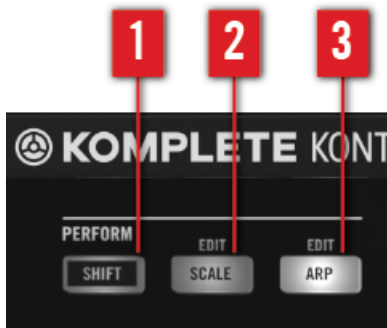 1 2 3
KOMPLETE KONT
PERFORM
EDIT EDIT
SHIFT SCALE ARP